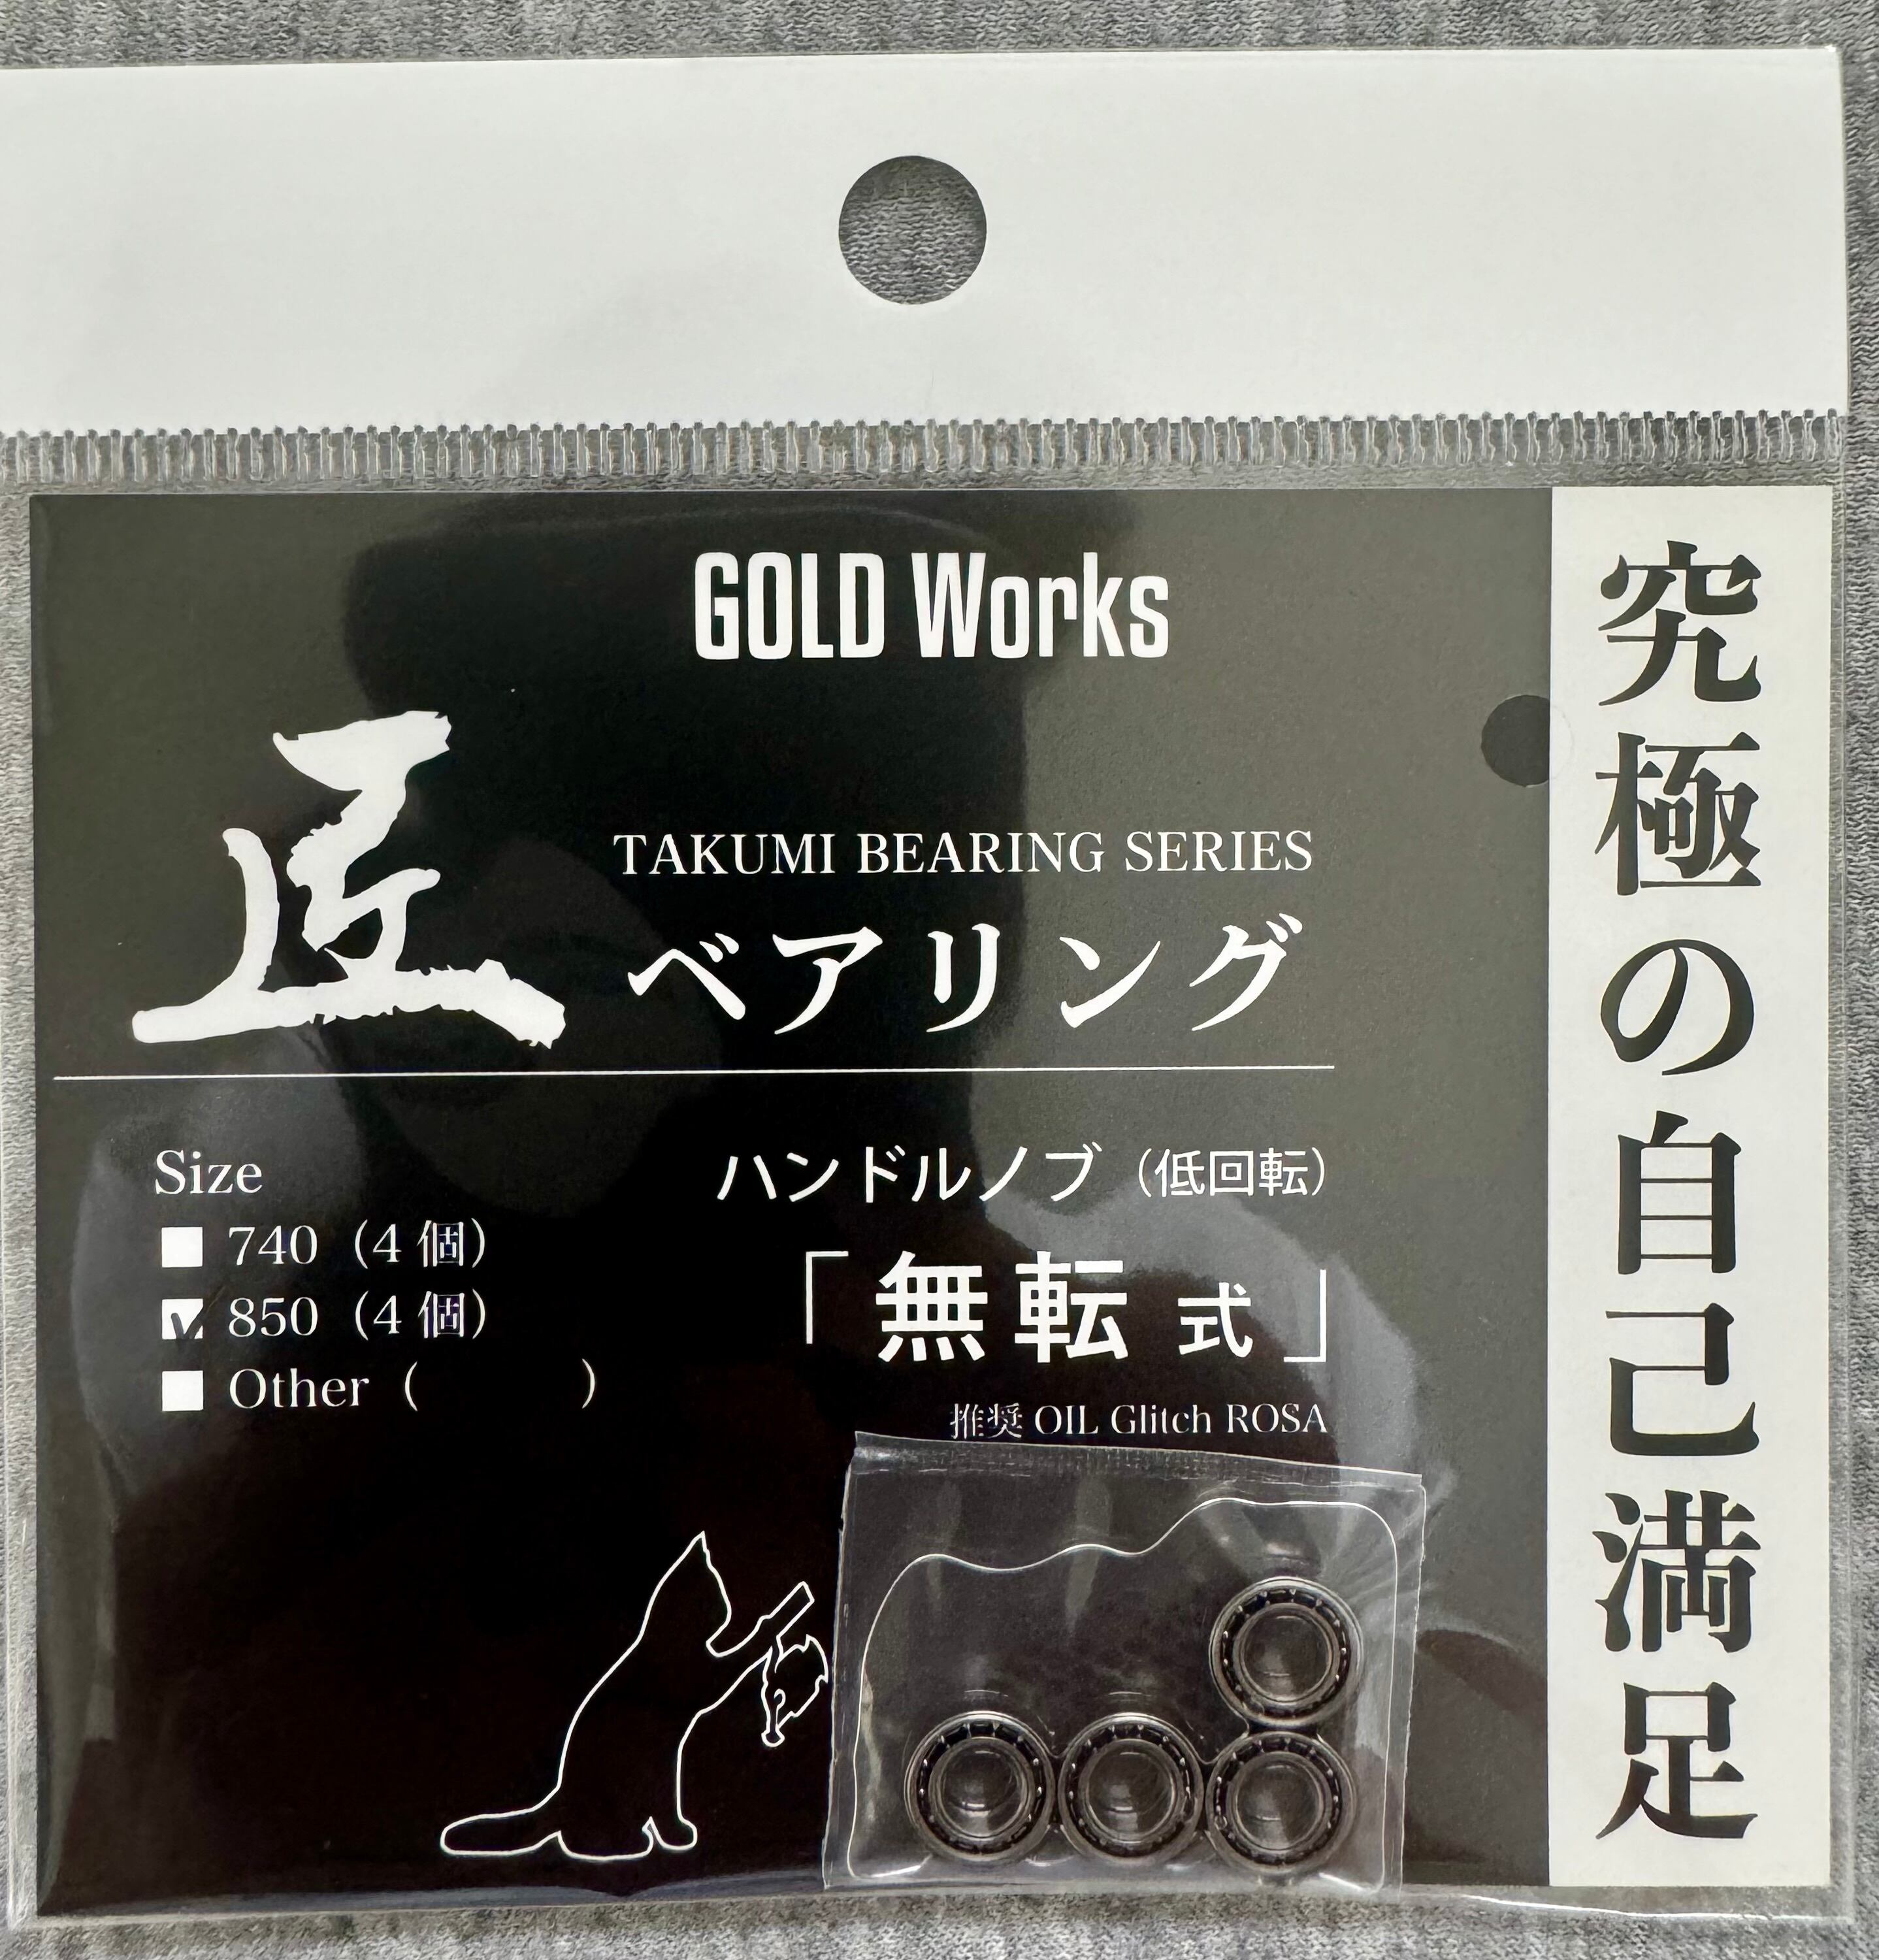 GOLD Works
匠
TAKUMI BEARING SERIES
ベアリング
Size
740（4個）
850（4個）
Other（　　）
ハンドルノブ（低回転）
「無転式」
推奨 OIL Glitch ROSA
究極の自己満足